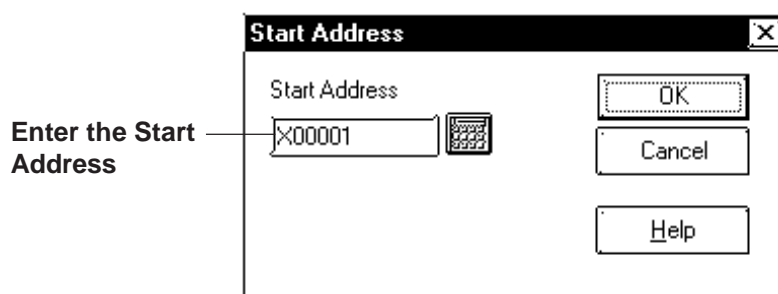 Start Address
Start Address
OK
Enter the Start
Address
X00001
Cancel
Help